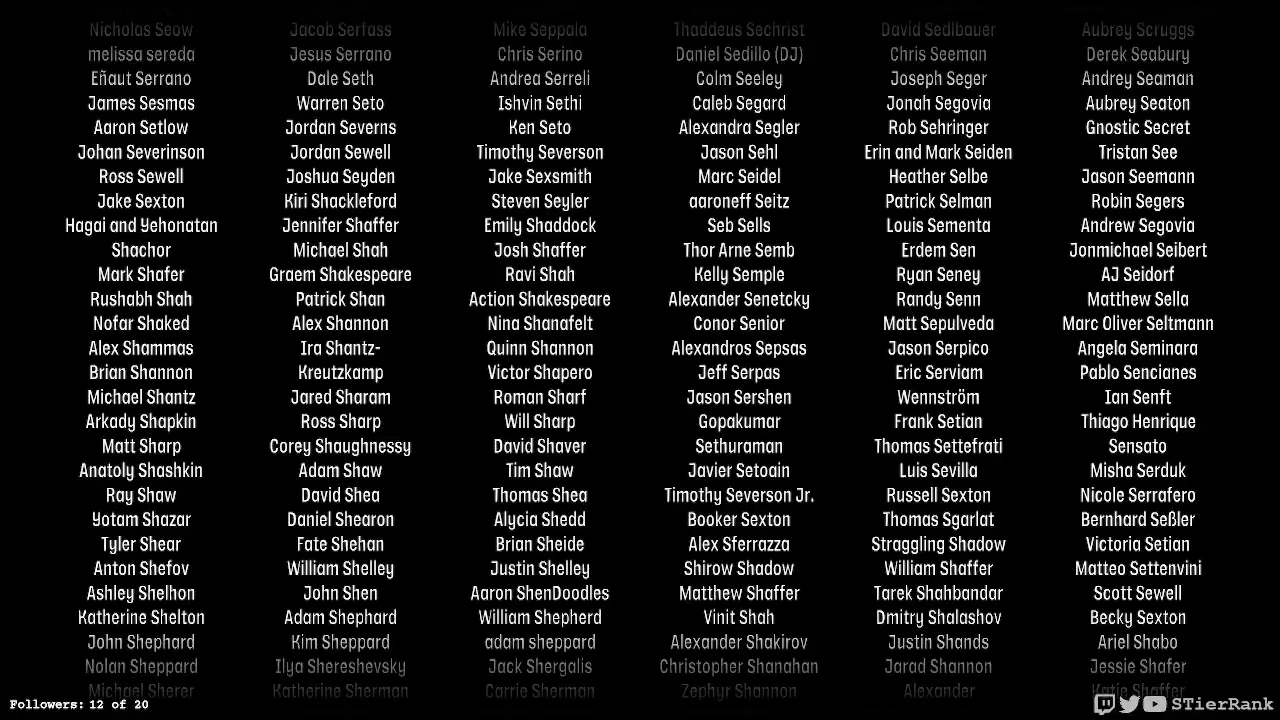 Nicholas Seow Jacob Serfass Mike Seppala Thaddeus Sechrist David Sedlbauer Aubrey Scruggs
melissa sereda Jesus Serrano Chris Serino Daniel Sedillo (DJ) Chris Seeman Derek Seabury
Eñaut Serrano Dale Seth Andrea Serreli Colm Seeley Joseph Seger Andrey Seaman
James Sesmas Warren Seto Ishvin Sethi Caleb Segard Jonah Segovia Aubrey Seaton
Aaron Setlow Jordan Severns Ken Seto Alexandra Segler Rob Sehringer Gnostic Secret
Johan Severinson Jordan Sewell Timothy Severson Jason Sehl Erin and Mark Seiden Tristan See
Ross Sewell Joshua Seyden Jake Sexsmith Marc Seidel Heather Selbe Jason Seemann
Jake Sexton Kiri Shackleford Steven Seyler aaroneff Seitz Patrick Selman Robin Segers
Hagai and Yehonatan Jennifer Shaffer Emily Shaddock Seb Sells Louis Sementa Andrew Segovia
Shachor Michael Shah Josh Shaffer Thor Arne Semb Erdem Sen Jonmichael Seibert
Mark Shafer Graem Shakespeare Ravi Shah Kelly Semple Ryan Seney AJ Seidorf
Rushabh Shah Patrick Shan Action Shakespeare Alexander Senetcky Randy Senn Matthew Sella
Nofar Shaked Alex Shannon Nina Shanafelt Conor Senior Matt Sepulveda Marc Oliver Seltmann
Alex Shammas Ira Shantz- Quinn Shannon Alexandros Sepsas Jason Serpico Angela Seminara
Brian Shannon Kreutzkamp Victor Shapero Jeff Serpas Eric Serviam Pablo Sencianes
Michael Shantz Jared Sharam Roman Sharf Jason Sershen Wennström Ian Senft
Arkady Shapkin Ross Sharp Will Sharp Gopakumar Frank Setian Thiago Henrique
Matt Sharp Corey Shaughnessy David Shaver Sethuraman Thomas Settefrati Sensato
Anatoly Shashkin Adam Shaw Tim Shaw Javier Setoain Luis Sevilla Misha Serduk
Ray Shaw David Shea Thomas Shea Timothy Severson Jr. Russell Sexton Nicole Serrafero
Yotam Shazar Daniel Shearon Alycia Shedd Booker Sexton Thomas Sgarlat Bernhard Seßler
Tyler Shear Fate Shehan Brian Sheide Alex Sferrazza Straggling Shadow Victoria Setian
Anton Shefov William Shelley Justin Shelley Shirow Shadow William Shaffer Matteo Settenvini
Ashley Shelhon John Shen Aaron ShenDoodles Matthew Shaffer Tarek Shahbandar Scott Sewell
Katherine Shelton Adam Shephard William Shepherd Vinit Shah Dmitry Shalashov Becky Sexton
John Shephard Kim Sheppard adam sheppard Alexander Shakirov Justin Shands Ariel Shabo
Nolan Sheppard Ilya Shereshevsky Jack Shergalis Christopher Shanahan Jarad Shannon Jessie Shafer
Michael Sherer Katherine Sherman Carrie Sherman Zephyr Shannon Alexander Katie Shaffer
Followers: 12 of 20 STierRank